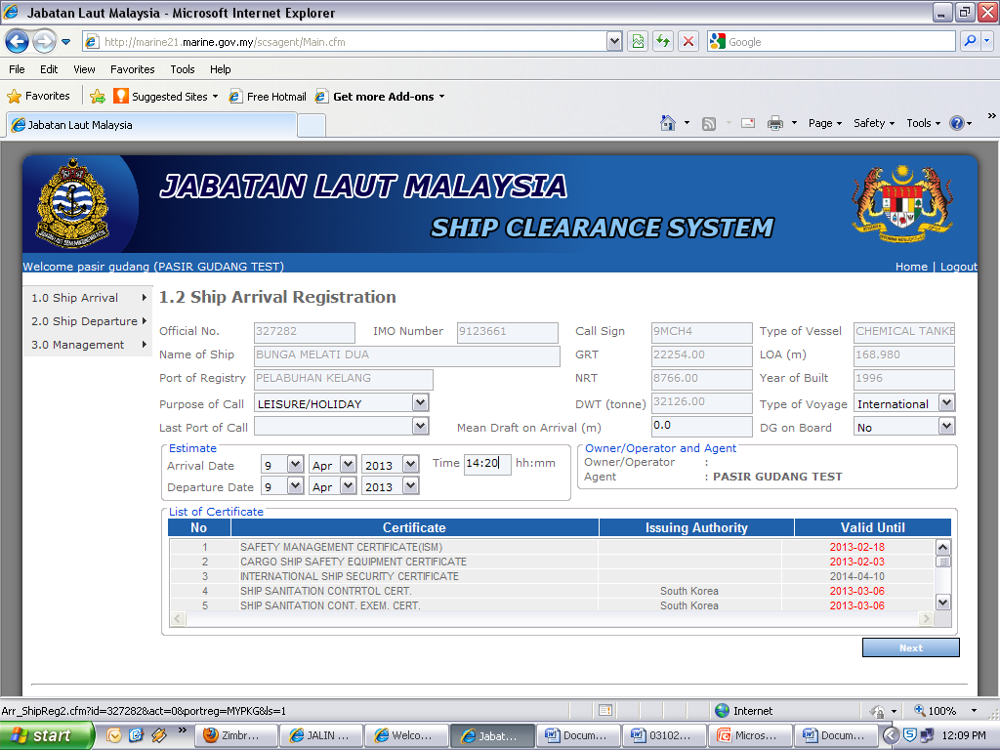 Jabatan Laut Malaysia - Microsoft Internet Explorer
http://marine21.marine.gov.my/scsagent/Main.cfm
Google
File Edit View Favorites Tools Help
Favorites Suggested Sites Free Hotmail Get more Add-ons
Jabatan Laut Malaysia
Page Safety Tools »
JABATAN LAUT MALAYSIA
SHIP CLEARANCE SYSTEM
Welcome pasir gudang (PASIR GUDANG TEST) Home | Logout
1.0 Ship Arrival
2.0 Ship Departure
3.0 Management
1.2 Ship Arrival Registration
Official No. 327282 IMO Number 9123661 Call Sign 9MCH4 Type of Vessel CHEMICAL TANKE
Name of Ship BUNGA MELATI DUA GRT 22254.00 LOA (m) 168.980
Port of Registry PELABUHAN KELANG NRT 8766.00 Year of Built 1996
Purpose of Call LEISURE/HOLIDAY DWT (tonne) 32126.00 Type of Voyage International
Last Port of Call Mean Draft on Arrival (m) 0.0 DG on Board No
Estimate
Arrival Date 9 Apr 2013 Time 14:20 hh:mm
Departure Date 9 Apr 2013
Owner/Operator and Agent
Owner/Operator :
Agent : PASIR GUDANG TEST
List of Certificate
No Certificate Issuing Authority Valid Until
1 SAFETY MANAGEMENT CERTIFICATE(ISM) 2013-02-18
2 CARGO SHIP SAFETY EQUIPMENT CERTIFICATE 2013-02-03
3 INTERNATIONAL SHIP SECURITY CERTIFICATE 2014-04-10
4 SHIP SANITATION CONTRTOL CERT. South Korea 2013-03-06
5 SHIP SANITATION CONT. EXEM. CERT. South Korea 2013-03-06
Next
Arr_ShipReg2.cfm?id=327282&act=0&portreg=MYPKG&ls=1 Internet 100%
start » Zimbr... JALIN ... Welco... Jabat... Docum... 03102... Micros... Docum... 12:09 PM